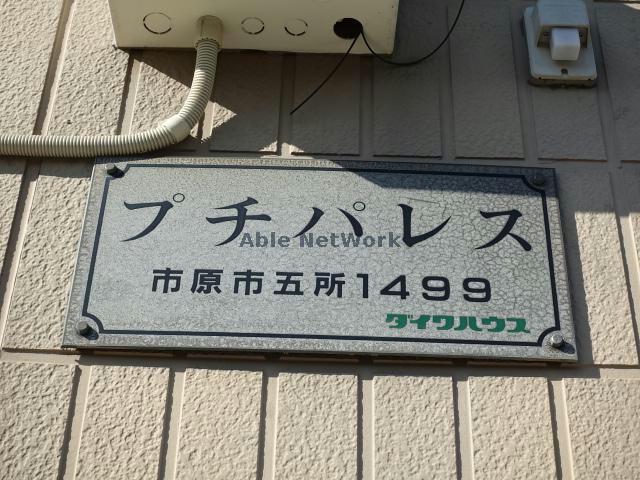 プチパレス
Able NetWork
市原市五所1499
ダイワハウス